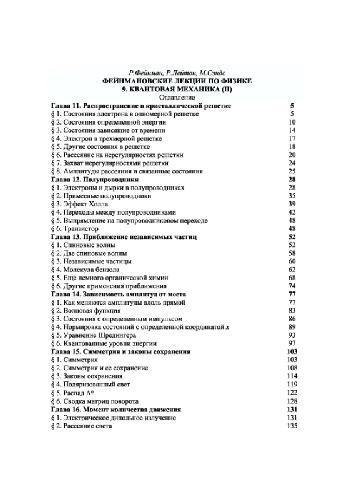 Р.Фейнман, Р.Лейтон, М.Сэндс
ФЕЙНМАНОВСКИЕ ЛЕКЦИИ ПО ФИЗИКЕ
9. КВАНТОВАЯ МЕХАНИКА (II)
Оглавление
Глава 11. Распространение в кристаллической решетке 5
§ 1. Состояния электрона в одномерной решетке 5
§ 2. Состояния определенной энергии 10
§ 3. Состояния зависящие от времени 14
§ 4. Электрон в трехмерной решетке 17
§ 5. Другие состояния в решетке 18
§ 6. Рассеяние на нерегулярностях решетки 20
§ 7. Захват нерегулярностями решетки 24
§ 8. Амплитуды рассеяния и связанные состояния 25
Глава 12. Полупроводники 28
§ 1. Электроны и дырки в полупроводниках 28
§ 2. Примесные полупроводники 35
§ 3. Эффект Холла 39
§ 4. Переходы между полупроводниками 42
§ 5. Выпрямление на полупроводниковом переходе 48
§ 6. Транзистор 48
Глава 13. Приближение независимых частиц 52
§ 1. Спиновые волны 52
§ 2. Две спиновые волны 58
§ 3. Независимые частицы 60
§ 4. Молекула бензола 62
§ 5. Еще немного органической химии 68
§ 6. Другие применения приближения 74
Глава 14. Зависимость амплитуд от места 77
§ 1. Как меняются амплитуды вдоль прямой 77
§ 2. Волновая функция 83
§ 3. Состояния с определенным импульсом 86
§ 4. Нормировка состояний с определенной координатой x 89
§ 5. Уравнение Шредингера 93
§ 6. Квантованные уровни энергии 97
Глава 15. Симметрия и законы сохранения 103
§ 1. Симметрия 103
§ 2. Симметрия и ее сохранение 108
§ 3. Законы сохранения 114
§ 4. Поляризованный свет 119
§ 5. Распад Λ° 122
§ 6. Сводка матриц поворота 128
Глава 16. Момент количества движения 131
§ 1. Электрическое дипольное излучение 131
§ 2. Рассеяние света 135